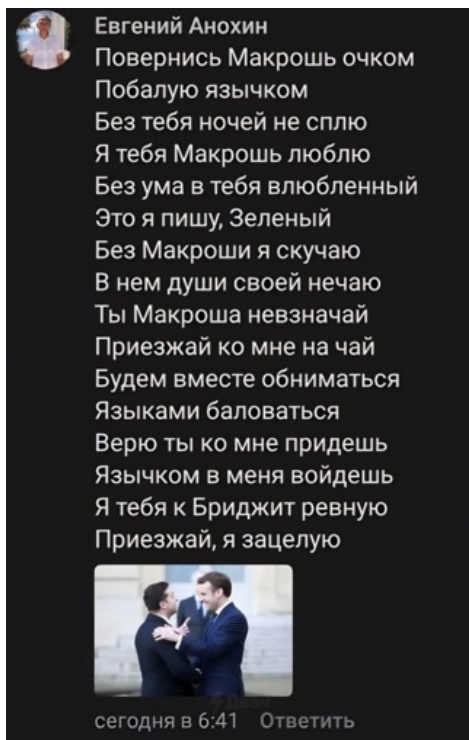 Евгений Анохин
Повернись Макрошь очком
Побалую язычком
Без тебя ночей не сплю
Я тебя Макрошь люблю
Без ума в тебя влюбленный
Это я пишу, Зеленый
Без Макроши я скучаю
В нем души своей нечаю
Ты Макроша невзначай
Приезжай ко мне на чай
Будем вместе обниматься
Языками баловаться
Верю ты ко мне придешь
Язычком в меня войдешь
Я тебя к Бриджит ревную
Приезжай, я зацелую
сегодня в 6:41 Ответить